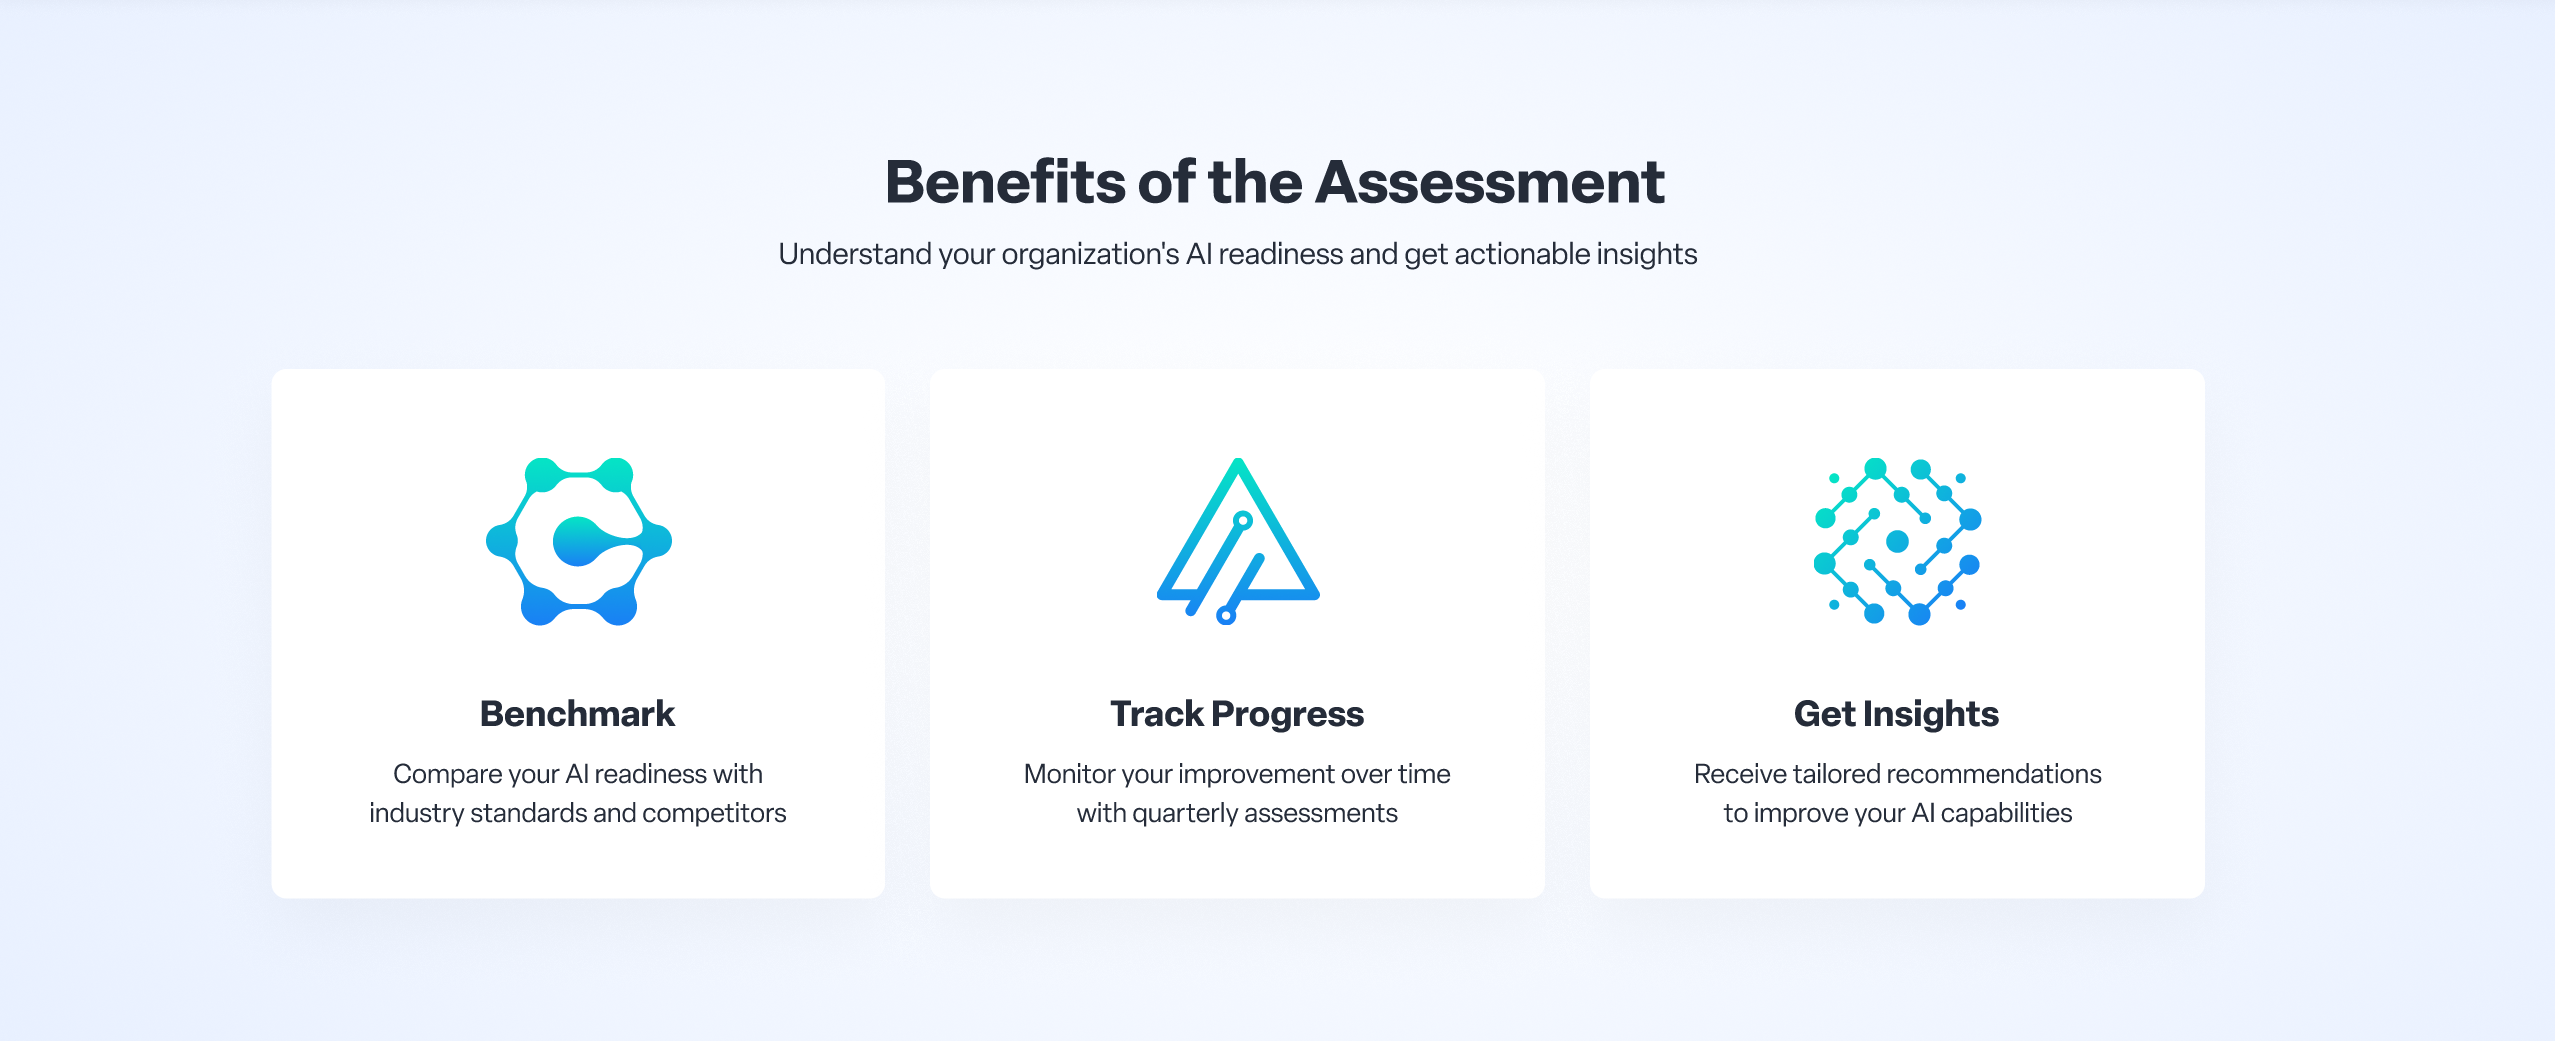 Benefits of the Assessment
Understand your organization's AI readiness and get actionable insights
Benchmark
Compare your AI readiness with
industry standards and competitors
Track Progress
Monitor your improvement over time
with quarterly assessments
Get Insights
Receive tailored recommendations
to improve your AI capabilities